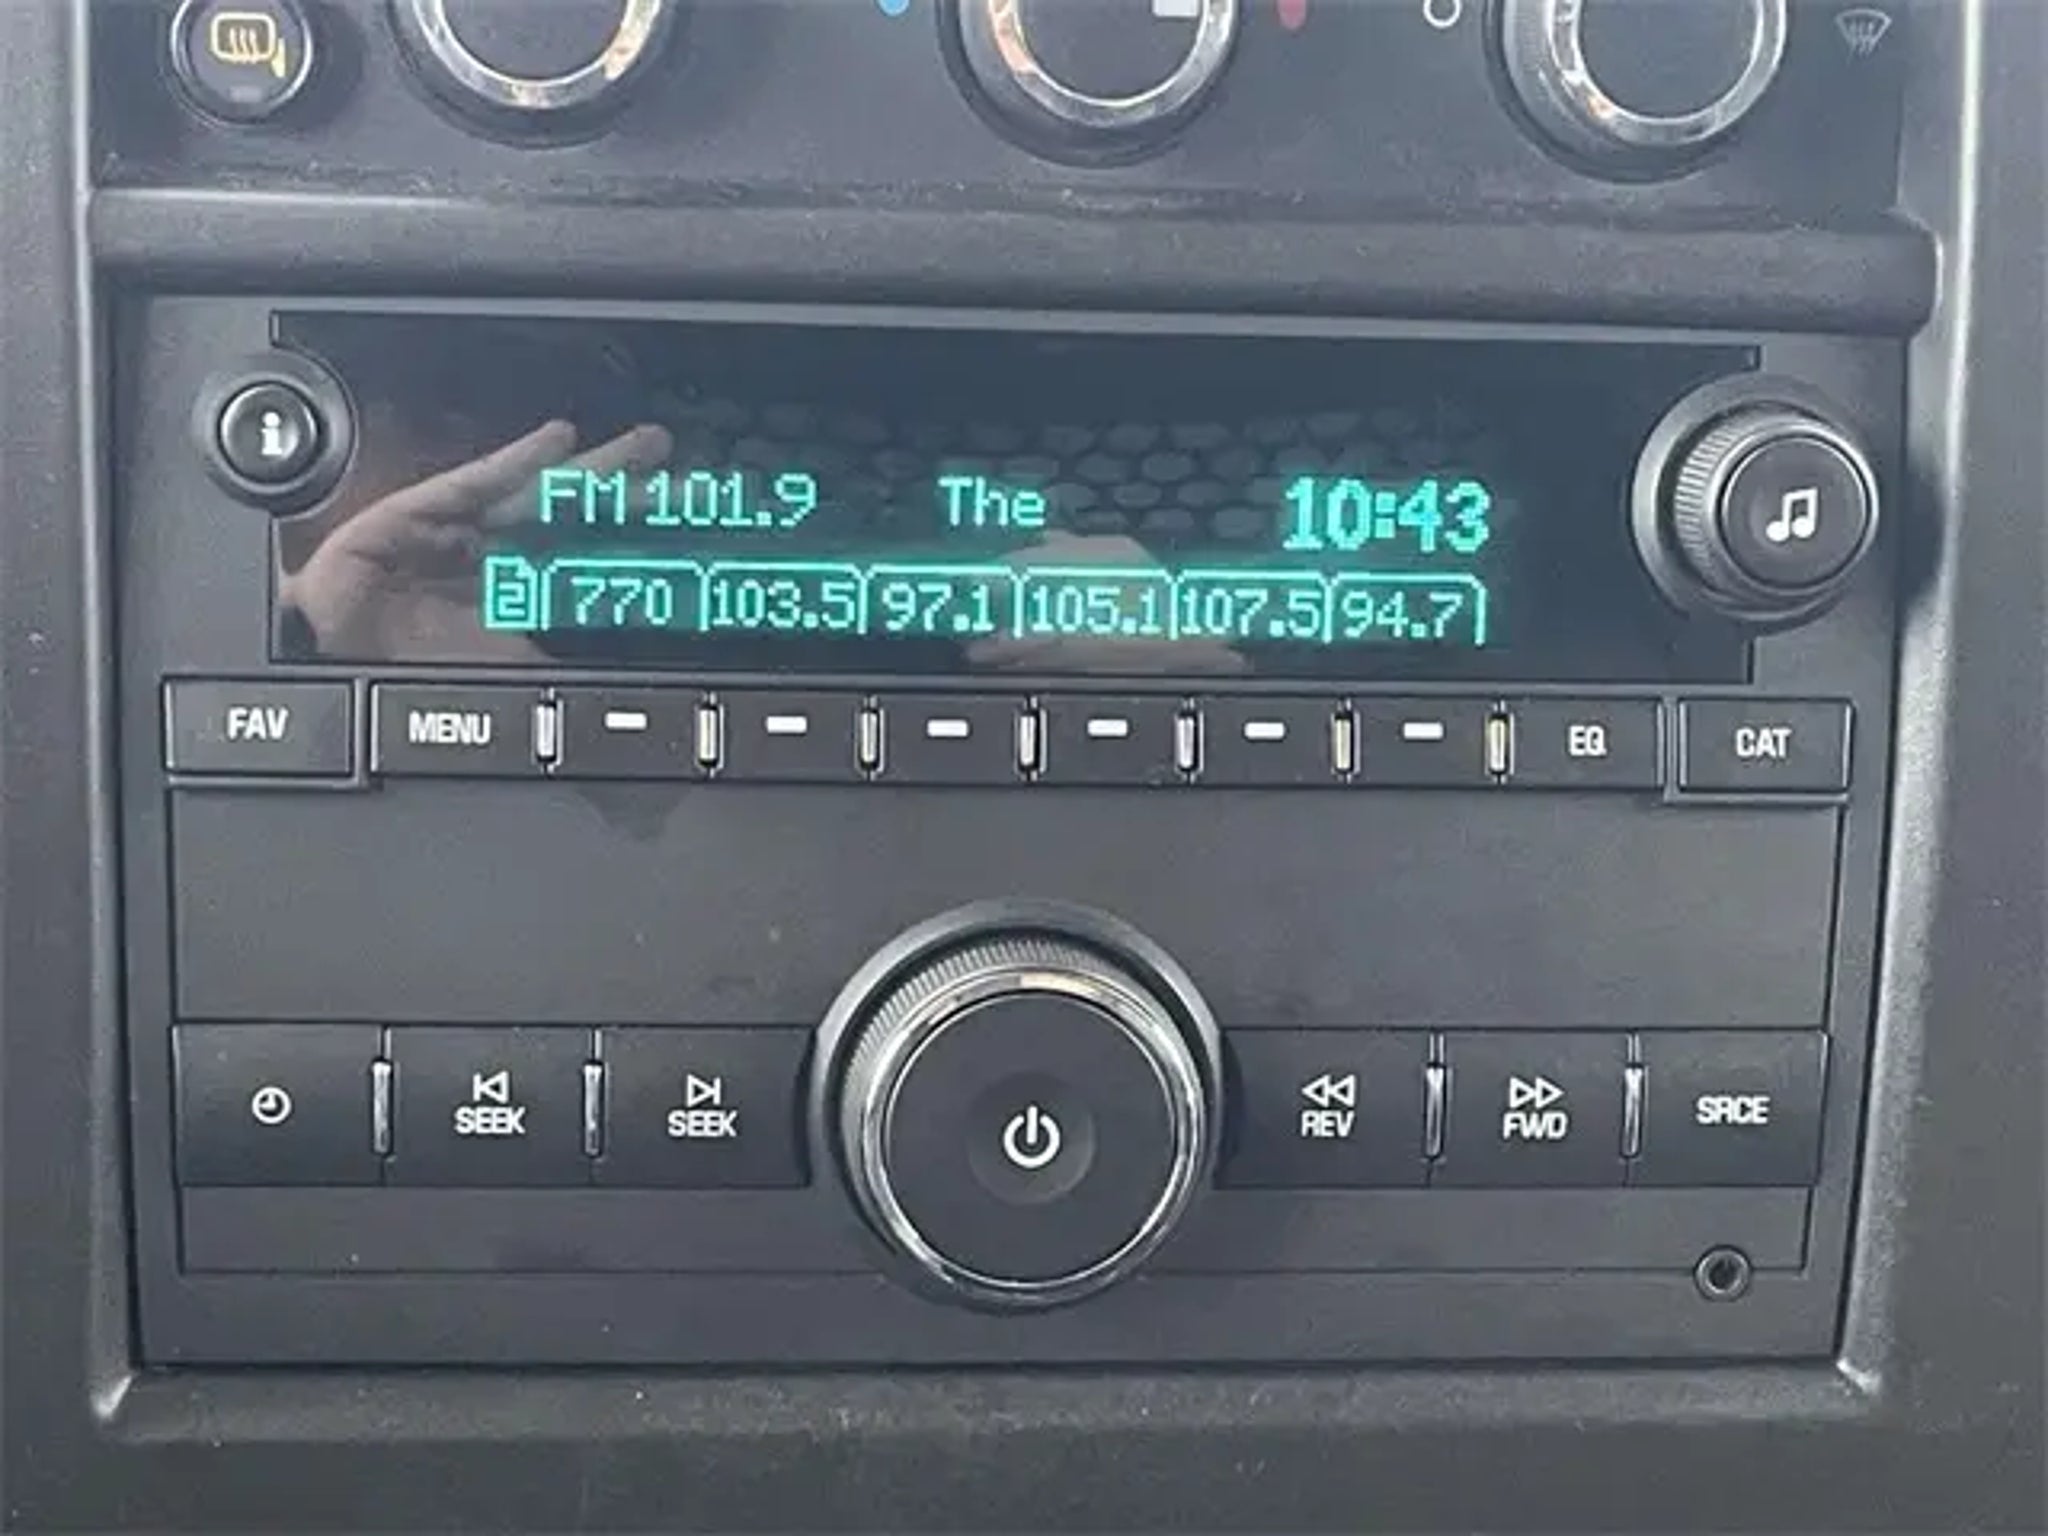 i
FM 101.9 The 10:43
2 770 103.5 97.1 105.1 107.5 94.7
FAV MENU EQ CAT
SEEK SEEK REV FWD SRCE